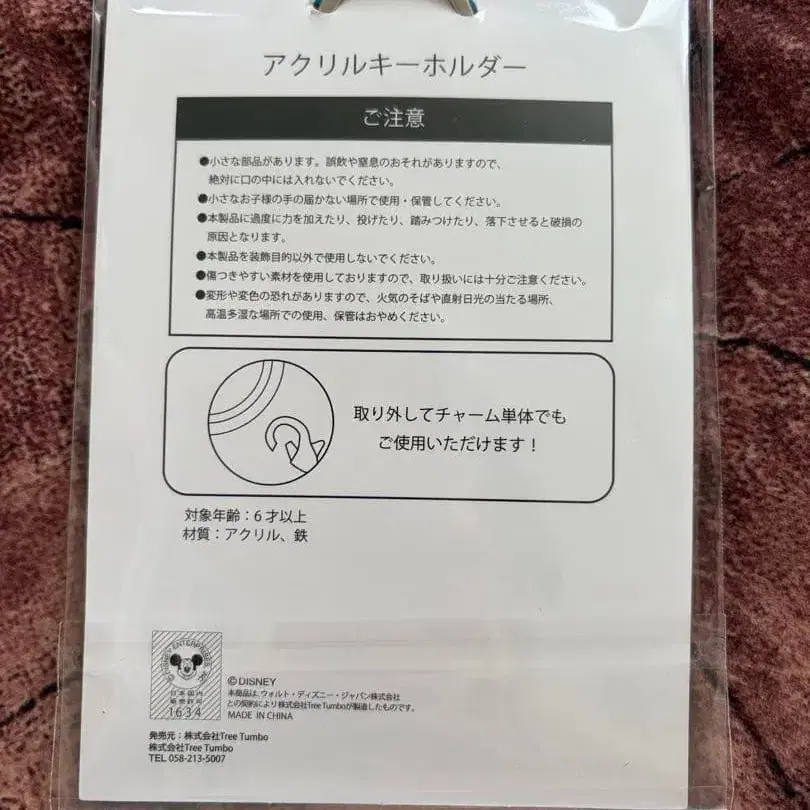 アクリルキーホルダー
ご注意
●小さな部品があります。誤飲や窒息のおそれがありますので、
絶対に口の中には入れないでください。
●小さなお子様の手の届かない場所で使用・保管してください。
●本製品に過度に力を加えたり、投げたり、踏みつけたり、落下させると破損の
原因となります。
●本製品を装飾目的以外で使用しないでください。
●傷つきやすい素材を使用しておりますので、取り扱いには十分ご注意ください。
●変形や変色の恐れがありますので、火気のそばや直射日光の当たる場所、
高温多湿な場所での使用、保管はおやめください。
取り外してチャーム単体でも
ご使用いただけます！
対象年齢：6才以上
材質：アクリル、鉄
©DISNEY ENTERPRISES, INC.
日本国内
販売許可
1634
©DISNEY
本商品は、ウォルト・ディズニー・ジャパン株式会社
との契約により株式会社Tree Tumboが製造したものです。
MADE IN CHINA
発売元：株式会社Tree Tumbo
株式会社Tree Tumbo
TEL 058-213-5007